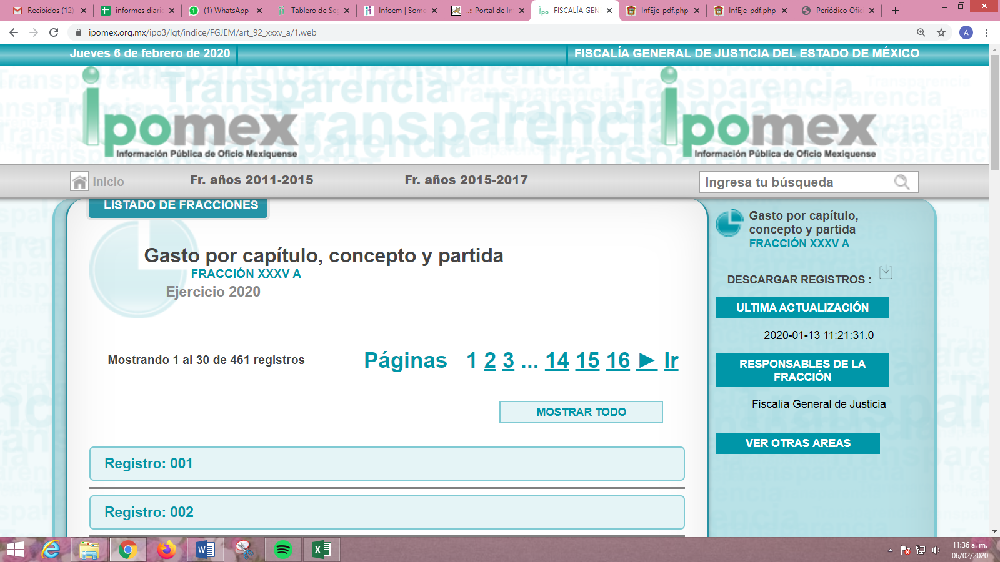 Recibidos (12)
informes diari
(1) WhatsApp
Tablero de Se
Infoem | Somo
..:: Portal de In
FISCALÍA GEN
InfEje_pdf.php
InfEje_pdf.php
Periódico Ofic
ipomex.org.mx/ipo3/lgt/indice/FGJEM/art_92_xxxv_a/1.web
A
Jueves 6 de febrero de 2020
FISCALÍA GENERAL DE JUSTICIA DEL ESTADO DE MÉXICO
ipomex
Información Pública de Oficio Mexiquense
ipomex
Información Pública de Oficio Mexiquense
Inicio
Fr. años 2011-2015
Fr. años 2015-2017
Ingresa tu búsqueda
LISTADO DE FRACCIONES
Gasto por capítulo, concepto y partida
FRACCIÓN XXXV A
Ejercicio 2020
Mostrando 1 al 30 de 461 registros
Páginas 1 2 3 ... 14 15 16 ► Ir
MOSTRAR TODO
Registro: 001
Registro: 002
Gasto por capítulo,
concepto y partida
FRACCIÓN XXXV A
DESCARGAR REGISTROS :
ULTIMA ACTUALIZACIÓN
2020-01-13 11:21:31.0
RESPONSABLES DE LA
FRACCIÓN
Fiscalía General de Justicia
VER OTRAS AREAS
11:36 a. m.
06/02/2020